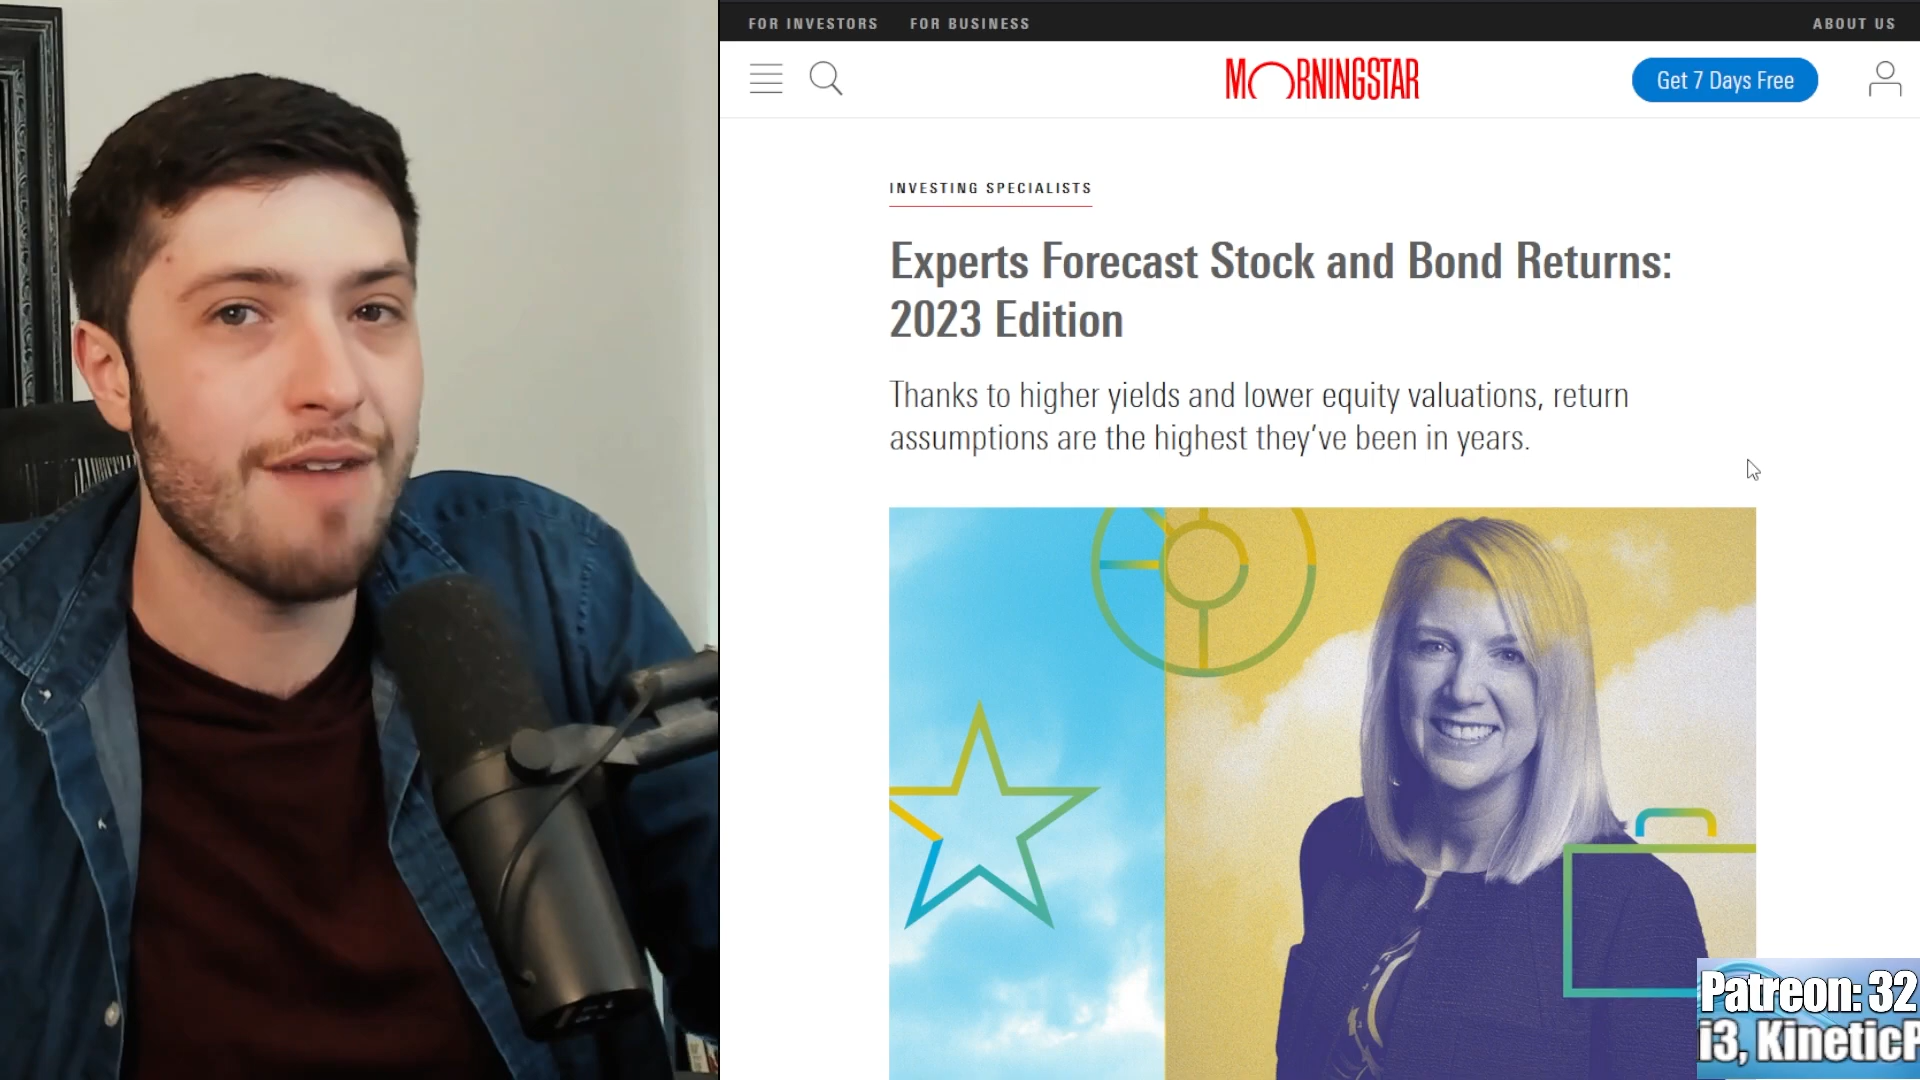 FOR INVESTORS FOR BUSINESS ABOUT US
MORNINGSTAR
Get 7 Days Free
INVESTING SPECIALISTS
Experts Forecast Stock and Bond Returns:
2023 Edition
Thanks to higher yields and lower equity valuations, return
assumptions are the highest they've been in years.
Patreon: 32
i3, KineticP